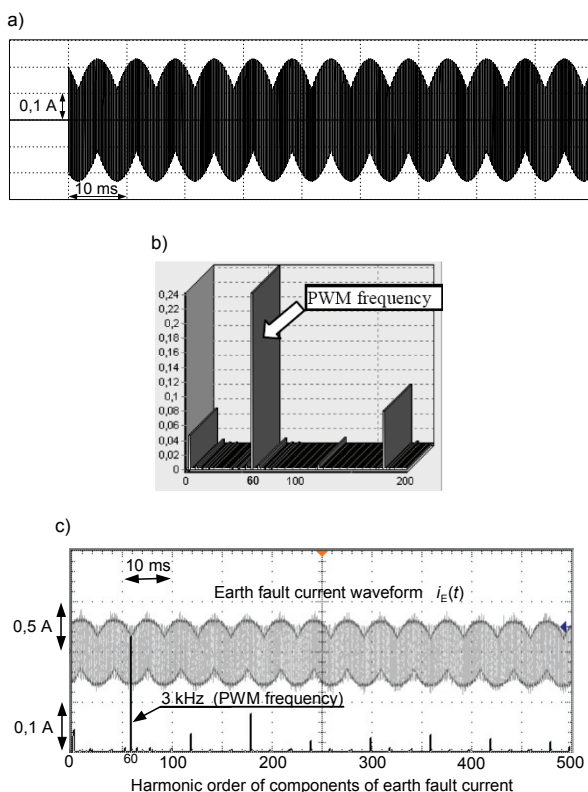 a)
0,1 A
10 ms
b)
PWM frequency
0,24
0,22
0,2
0,18
0,16
0,14
0,12
0,1
0,08
0,06
0,04
0,02
0
0 60 100 200
c)
10 ms
Earth fault current waveform iE(t)
0,5 A
3 kHz (PWM frequency)
0,1 A
60
0 100 200 300 400 500
Harmonic order of components of earth fault current